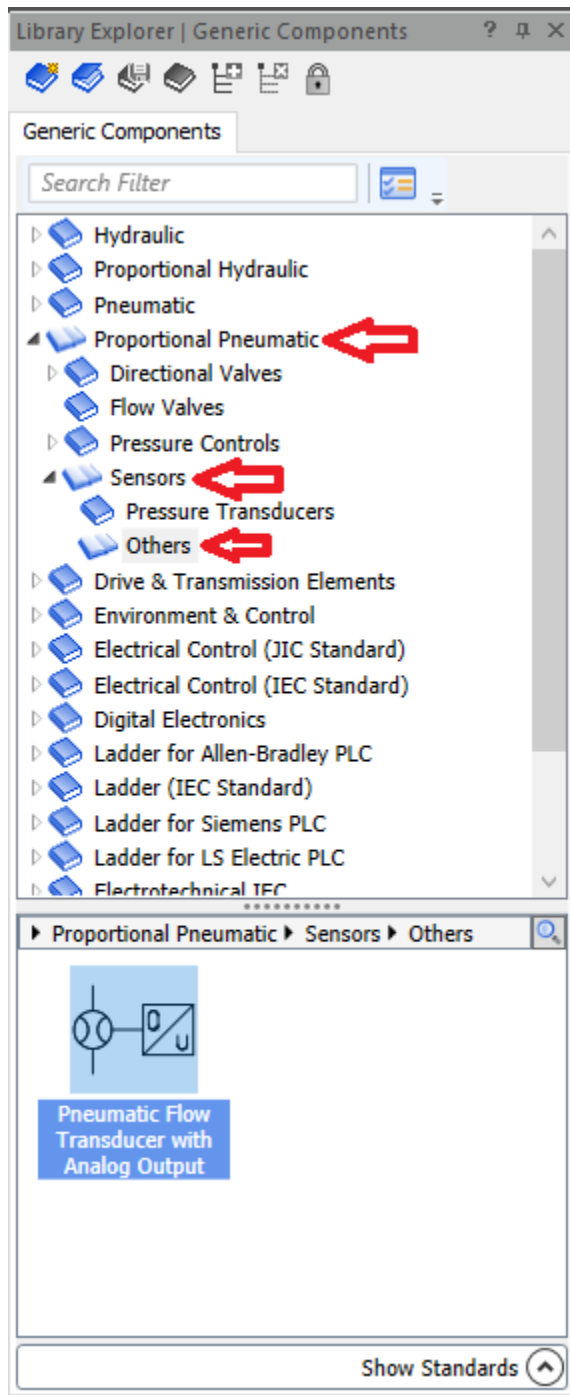 Library Explorer | Generic Components ?
Generic Components
Search Filter
Hydraulic
Proportional Hydraulic
Pneumatic
Proportional Pneumatic
Directional Valves
Flow Valves
Pressure Controls
Sensors
Pressure Transducers
Others
Drive & Transmission Elements
Environment & Control
Electrical Control (JIC Standard)
Electrical Control (IEC Standard)
Digital Electronics
Ladder for Allen-Bradley PLC
Ladder (IEC Standard)
Ladder for Siemens PLC
Ladder for LS Electric PLC
Electrotechnical IEC
Proportional Pneumatic Sensors Others
Q
U
Pneumatic Flow
Transducer with
Analog Output
Show Standards